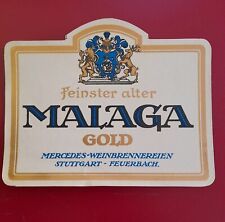 Feinster alter
MALAGA
GOLD
MERCEDES-WEINBRENNEREIEN
STUTTGART - FEUERBACH.